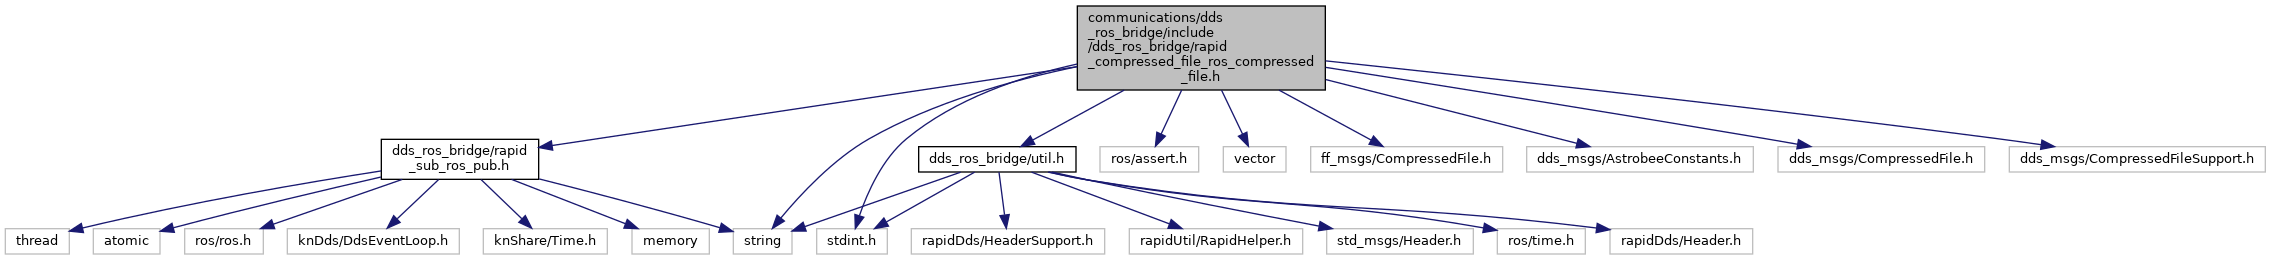 communications/dds
_ros_bridge/include
/dds_ros_bridge/rapid
_compressed_file_ros_compressed
_file.h
dds_ros_bridge/rapid
_sub_ros_pub.h
dds_ros_bridge/util.h
ros/assert.h
vector
ff_msgs/CompressedFile.h
dds_msgs/AstrobeeConstants.h
dds_msgs/CompressedFile.h
dds_msgs/CompressedFileSupport.h
thread
atomic
ros/ros.h
knDds/DdsEventLoop.h
knShare/Time.h
memory
string
stdint.h
rapidDds/HeaderSupport.h
rapidUtil/RapidHelper.h
std_msgs/Header.h
ros/time.h
rapidDds/Header.h